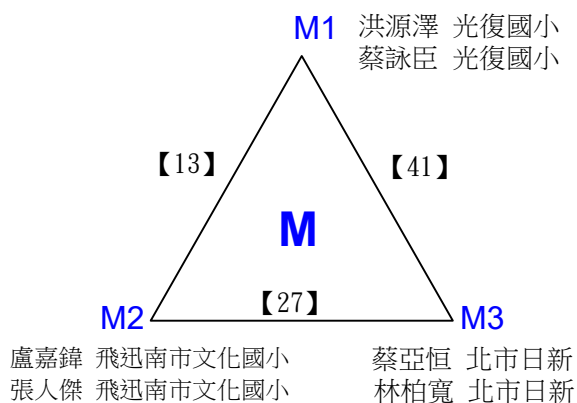 M1 洪源澤 光復國小
蔡詠臣 光復國小
【13】 【41】
M
【27】
M2 M3
盧嘉鍏 飛迅南市文化國小 蔡亞恒 北市日新
張人傑 飛迅南市文化國小 林柏寬 北市日新